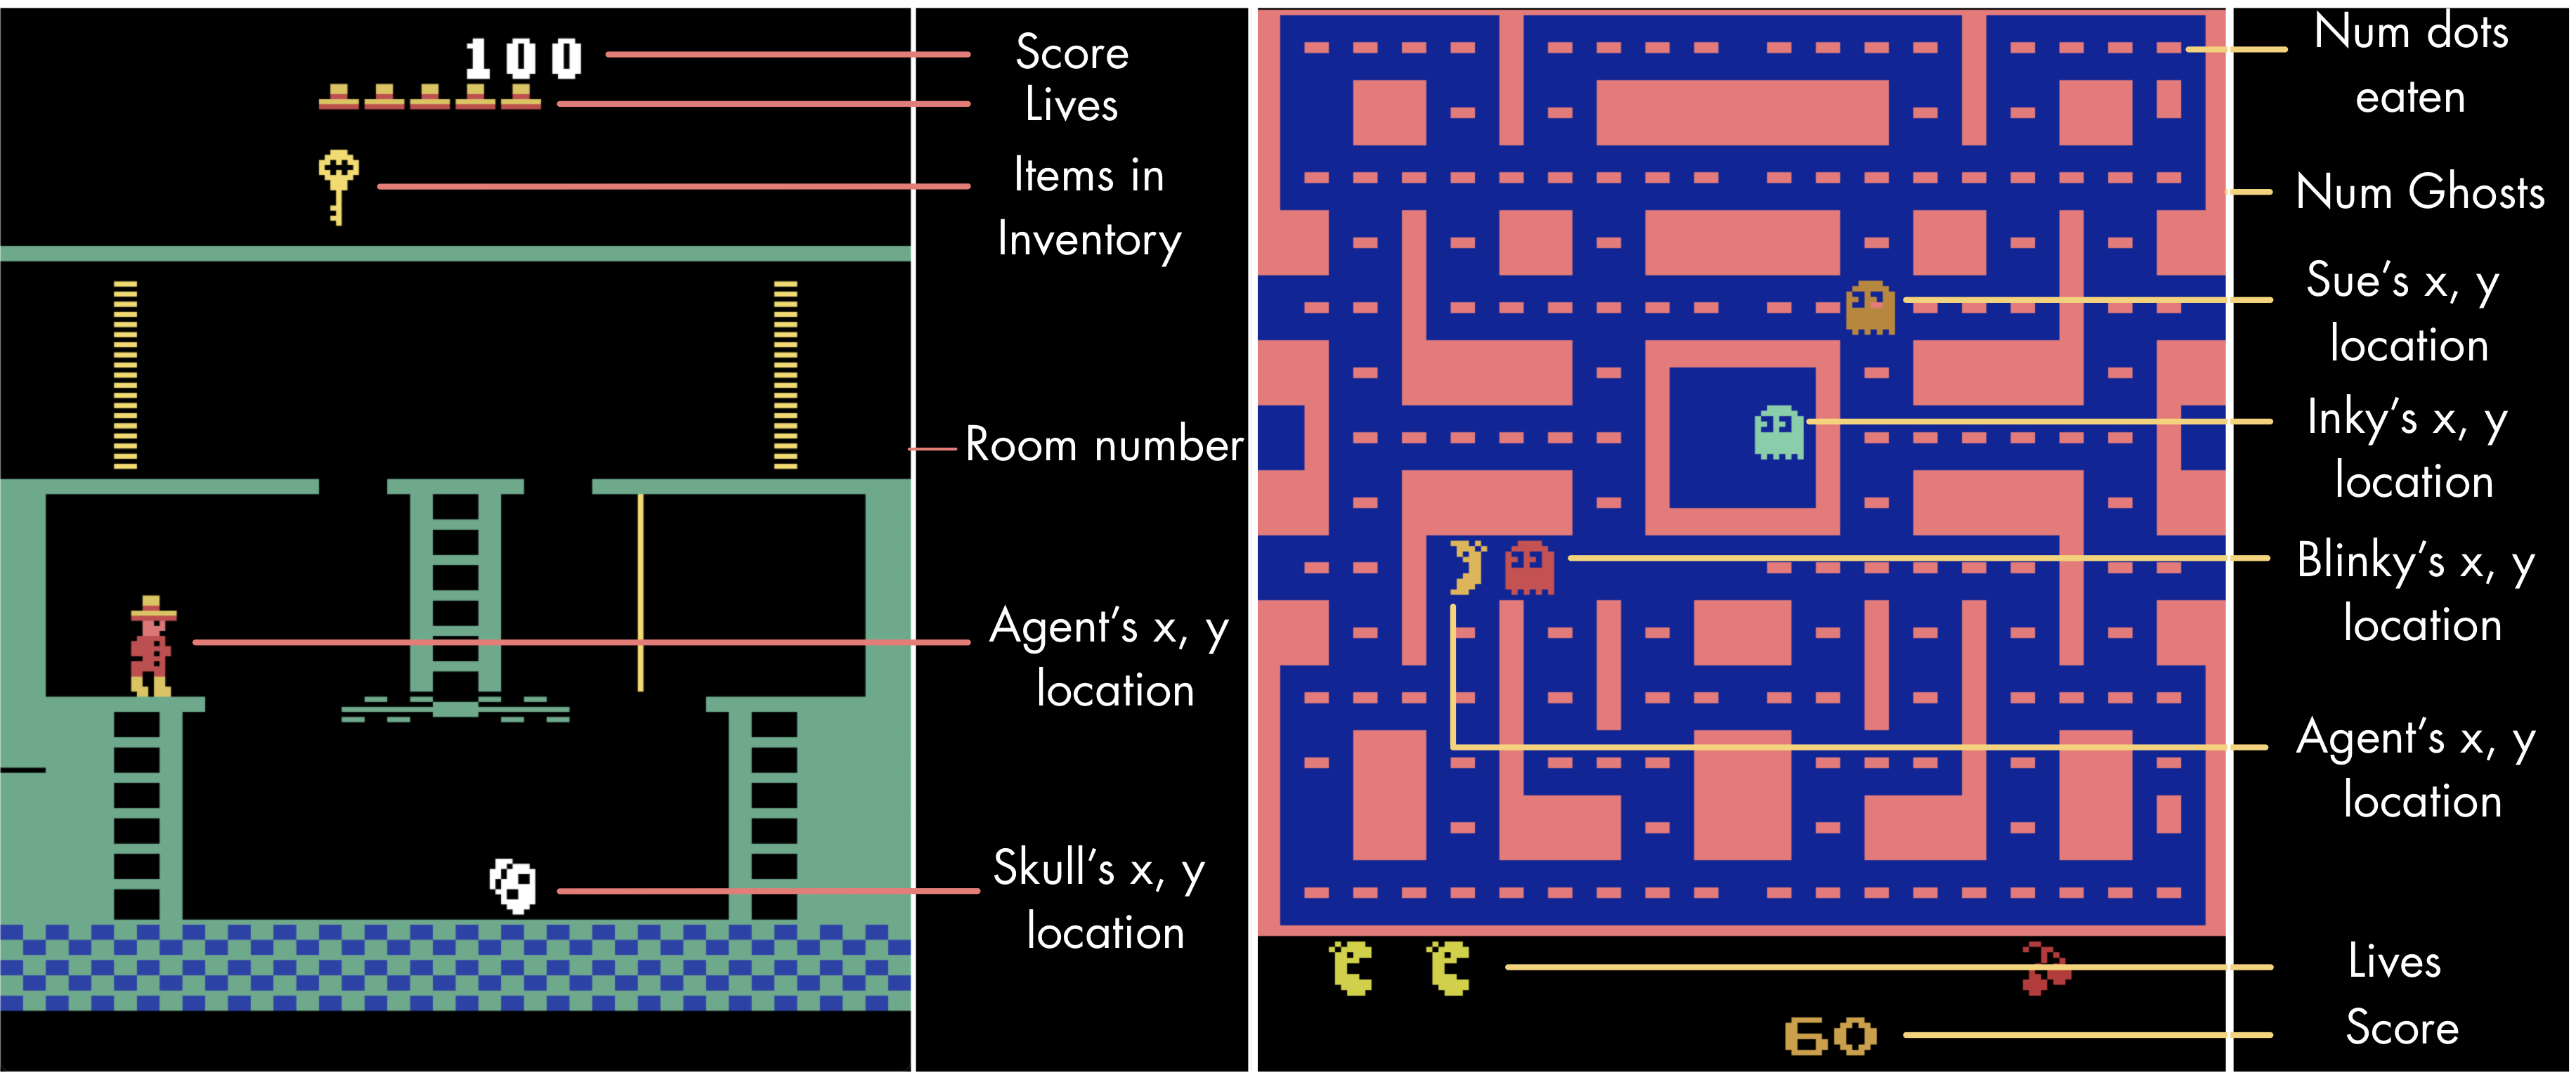 100
Score
Lives
Items in
Inventory
Room number
Agent's x, y
location
Skull's x, y
location
Num dots
eaten
Num Ghosts
Sue's x, y
location
Inky's x, y
location
Blinky's x, y
location
Agent's x, y
location
Lives
60
Score